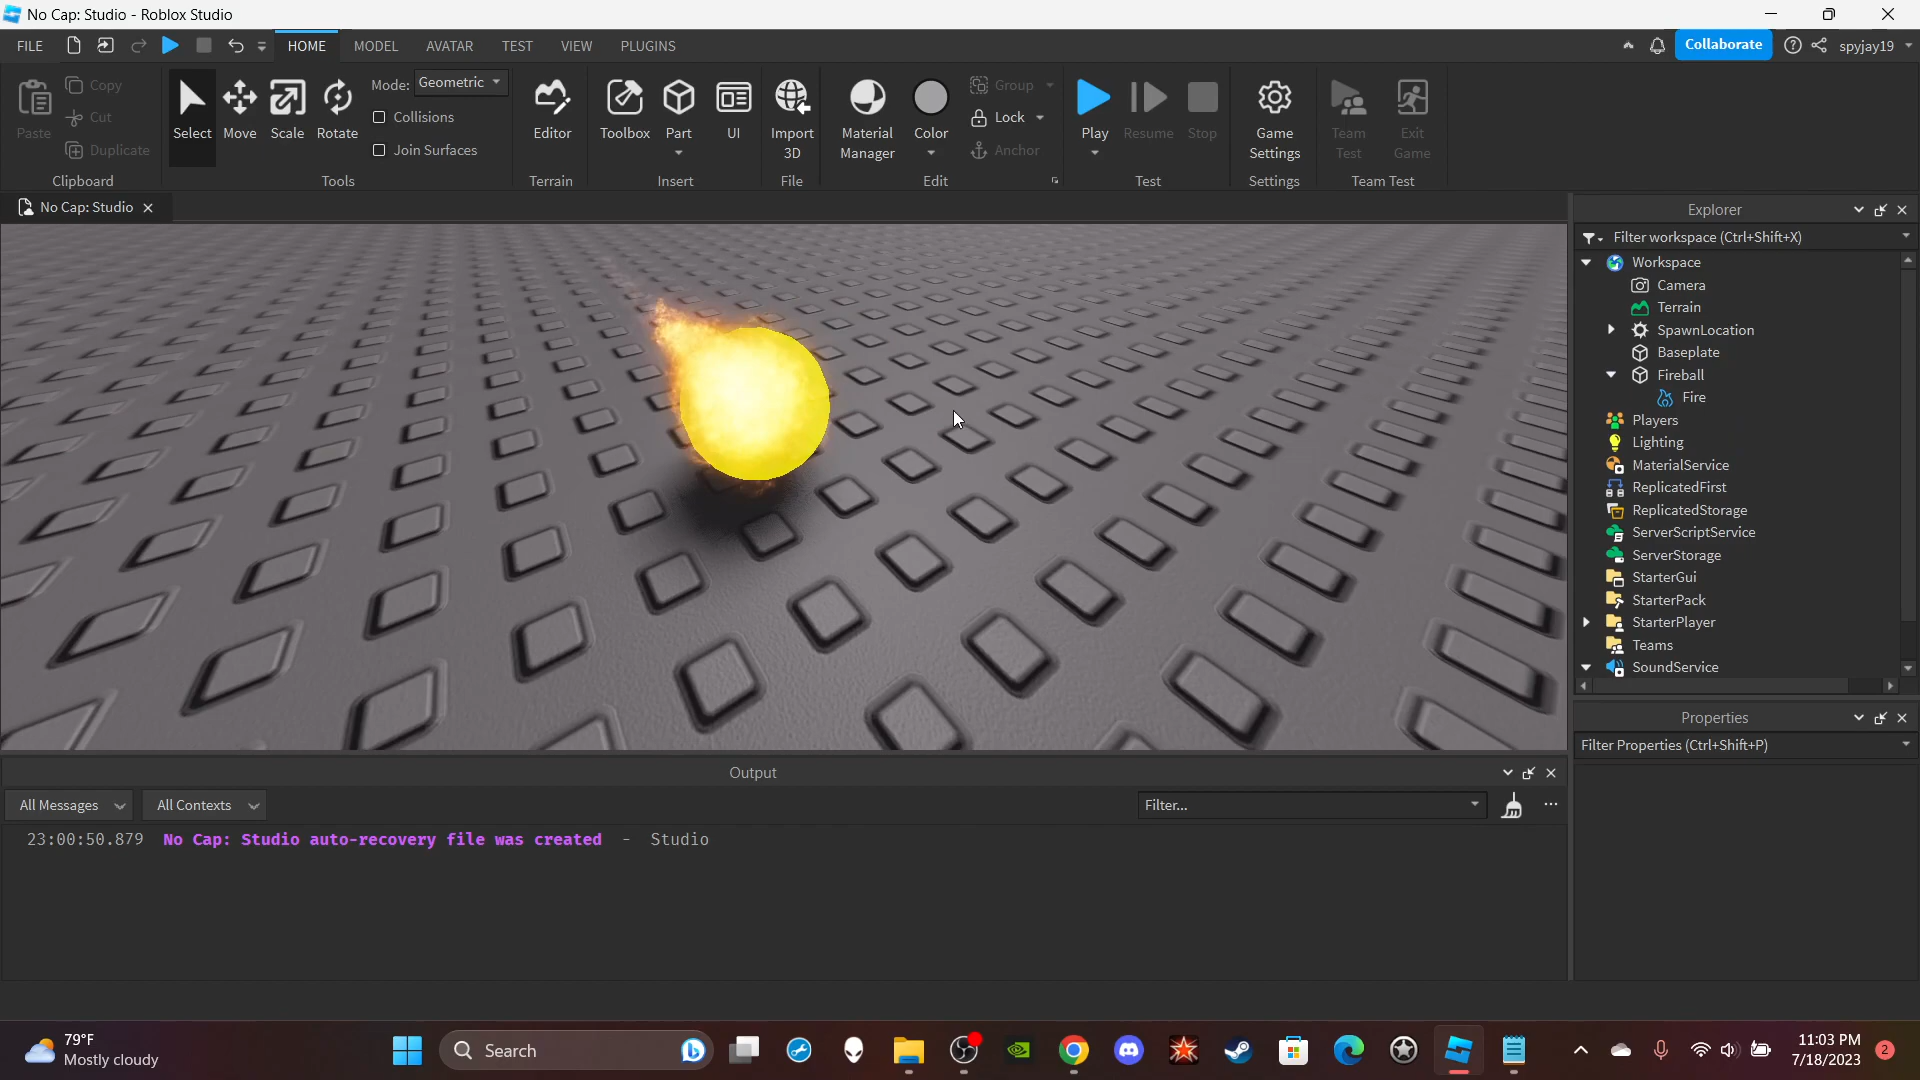 No Cap: Studio - Roblox Studio
FILE HOME MODEL AVATAR TEST VIEW PLUGINS Collaborate spyjay19
Paste Copy Cut Duplicate
Clipboard
Select Move Scale Rotate
Mode: Geometric
Collisions
Join Surfaces
Tools
Editor
Terrain
Toolbox Part UI
Insert
Import
3D
File
Material
Manager
Color
Group
Lock
Anchor
Edit
Play Resume Stop
Test
Game
Settings
Settings
Team
Test
Exit
Game
Team Test
No Cap: Studio
Explorer
Filter workspace (Ctrl+Shift+X)
Workspace
Camera
Terrain
SpawnLocation
Baseplate
Fireball
Fire
Players
Lighting
MaterialService
ReplicatedFirst
ReplicatedStorage
ServerScriptService
ServerStorage
StarterGui
StarterPack
StarterPlayer
Teams
SoundService
Properties
Filter Properties (Ctrl+Shift+P)
Output
All Messages All Contexts Filter...
23:00:50.879 No Cap: Studio auto-recovery file was created - Studio
79°F
Mostly cloudy
Search
11:03 PM
7/18/2023
2